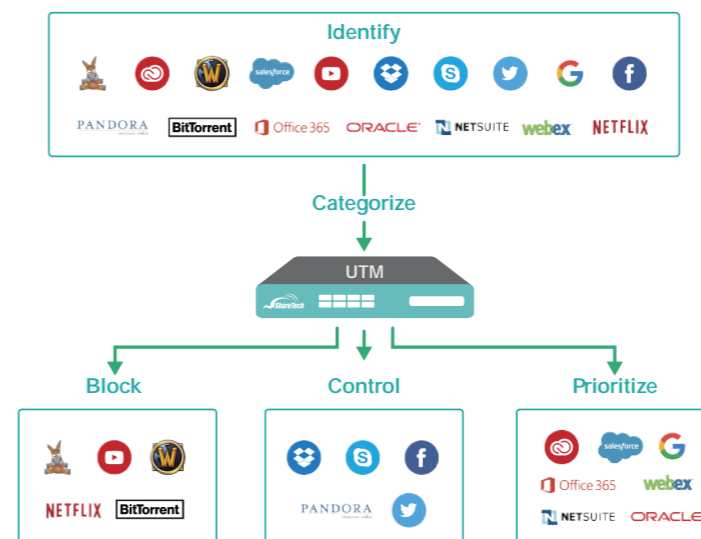 Identify
salesforce
PANDORA
BitTorrent
Office 365
ORACLE
NETSUITE
webex
NETFLIX
Categorize
UTM
ShareTech
Block
Control
Prioritize
salesforce
Office 365
webex
NETFLIX
BitTorrent
PANDORA
NETSUITE
ORACLE